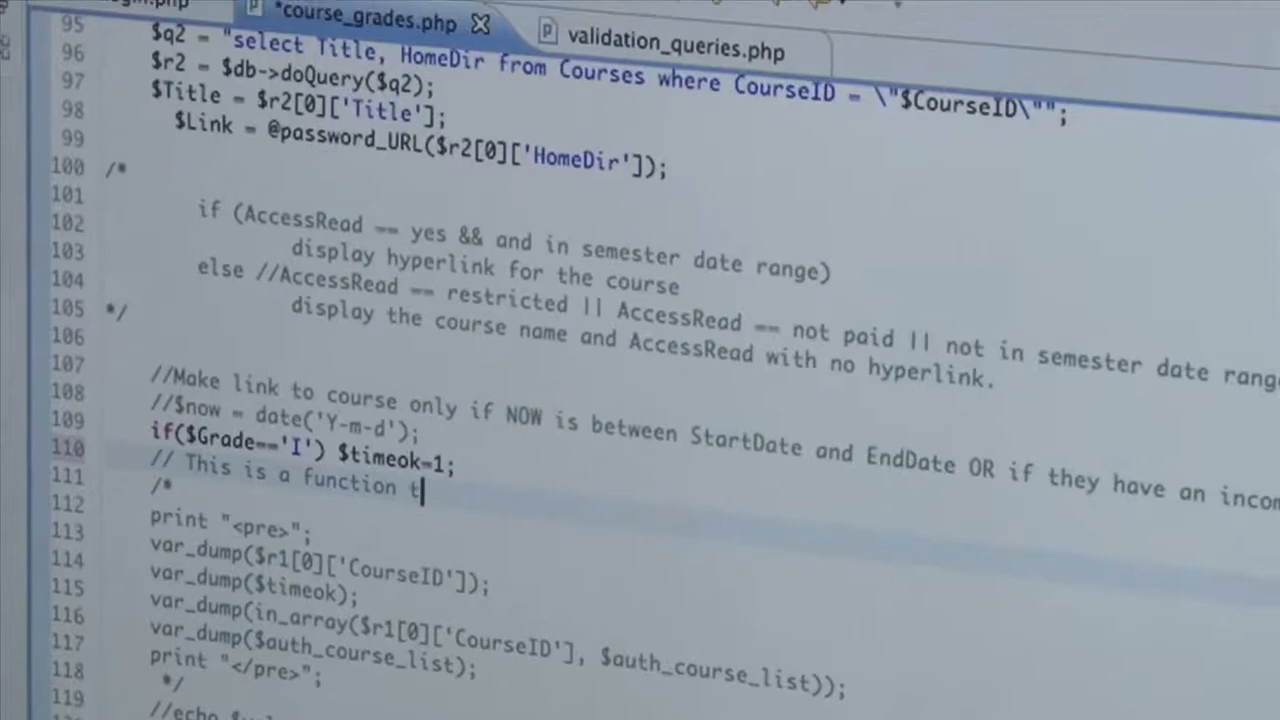 gin.php
*course_grades.php
validation_queries.php
95 $q2 = "select Title, HomeDir from Courses where CourseID = \"$CourseID\"";
96 $r2 = $db->doQuery($q2);
97 $Title = $r2[0]['Title'];
98 $Link = @password_URL($r2[0]['HomeDir']);
99
100 /*
101
102 if (AccessRead == yes && and in semester date range)
103 display hyperlink for the course
104 else //AccessRead == restricted || AccessRead == not paid || not in semester date rang
105 display the course name and AccessRead with no hyperlink.
*/
106
107
108 //Make link to course only if NOW is between StartDate and EndDate OR if they have an incom
109 //$now = date('Y-m-d');
110 if($Grade=='I') $timeok=1;
111 // This is a function t
112 /*
113 print "<pre>";
114 var_dump($r1[0]['CourseID']);
115 var_dump($timeok);
116 var_dump(in_array($r1[0]['CourseID'], $auth_course_list));
117 var_dump($auth_course_list);
118 print "</pre>";
119 */
//echo